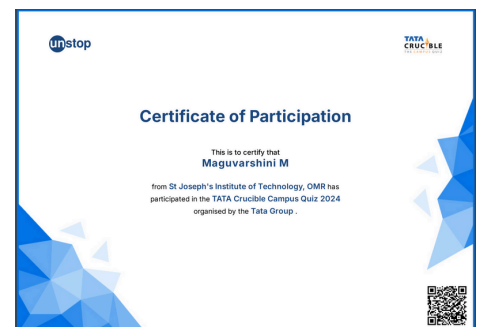 unstop
TATA
CRUCIBLE
Certificate of Participation
This is to certify that
Maguvarshini M
from St Joseph's Institute of Technology, OMR has
participated in the TATA Crucible Campus Quiz 2024
organised by the Tata Group .